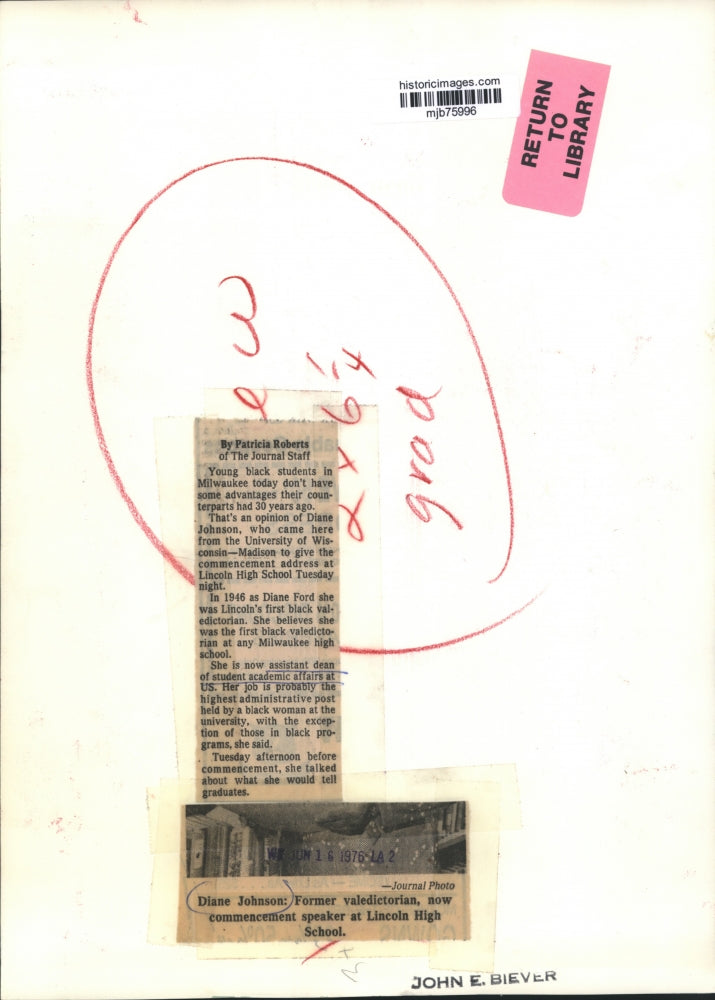 historicimages.com
mjb75996
RETURN
TO
LIBRARY
2 x 6 1/4
grad
By Patricia Roberts
of The Journal Staff
Young black students in
Milwaukee today don't have
some advantages their coun-
terparts had 30 years ago.
That's an opinion of Diane
Johnson, who came here
from the University of Wis-
consin—Madison to give the
commencement address at
Lincoln High School Tuesday
night.
In 1946 as Diane Ford she
was Lincoln's first black val-
edictorian. She believes she
was the first black valedicto-
rian at any Milwaukee high
school.
She is now assistant dean
of student academic affairs at
US. Her job is probably the
highest administrative post
held by a black woman at the
university, with the excep-
tion of those in black pro-
grams, she said.
Tuesday afternoon before
commencement, she talked
about what she would tell
graduates.
JUN 16 1976 LA 2
—Journal Photo
Diane Johnson: Former valedictorian, now
commencement speaker at Lincoln High
School.
JOHN E. BIEVER